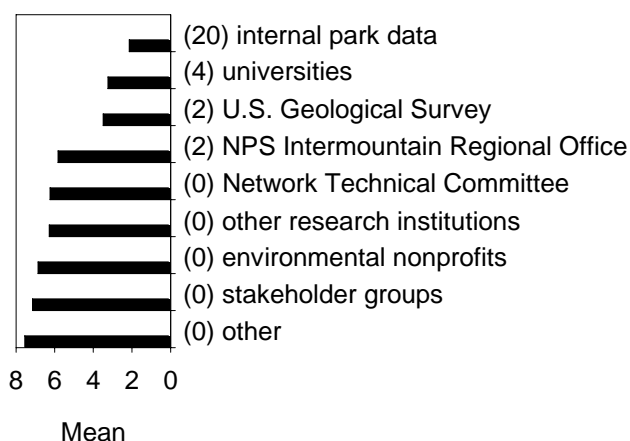 (20) internal park data
(4) universities
(2) U.S. Geological Survey
(2) NPS Intermountain Regional Office
(0) Network Technical Committee
(0) other research institutions
(0) environmental nonprofits
(0) stakeholder groups
(0) other
8 6 4 2 0
Mean